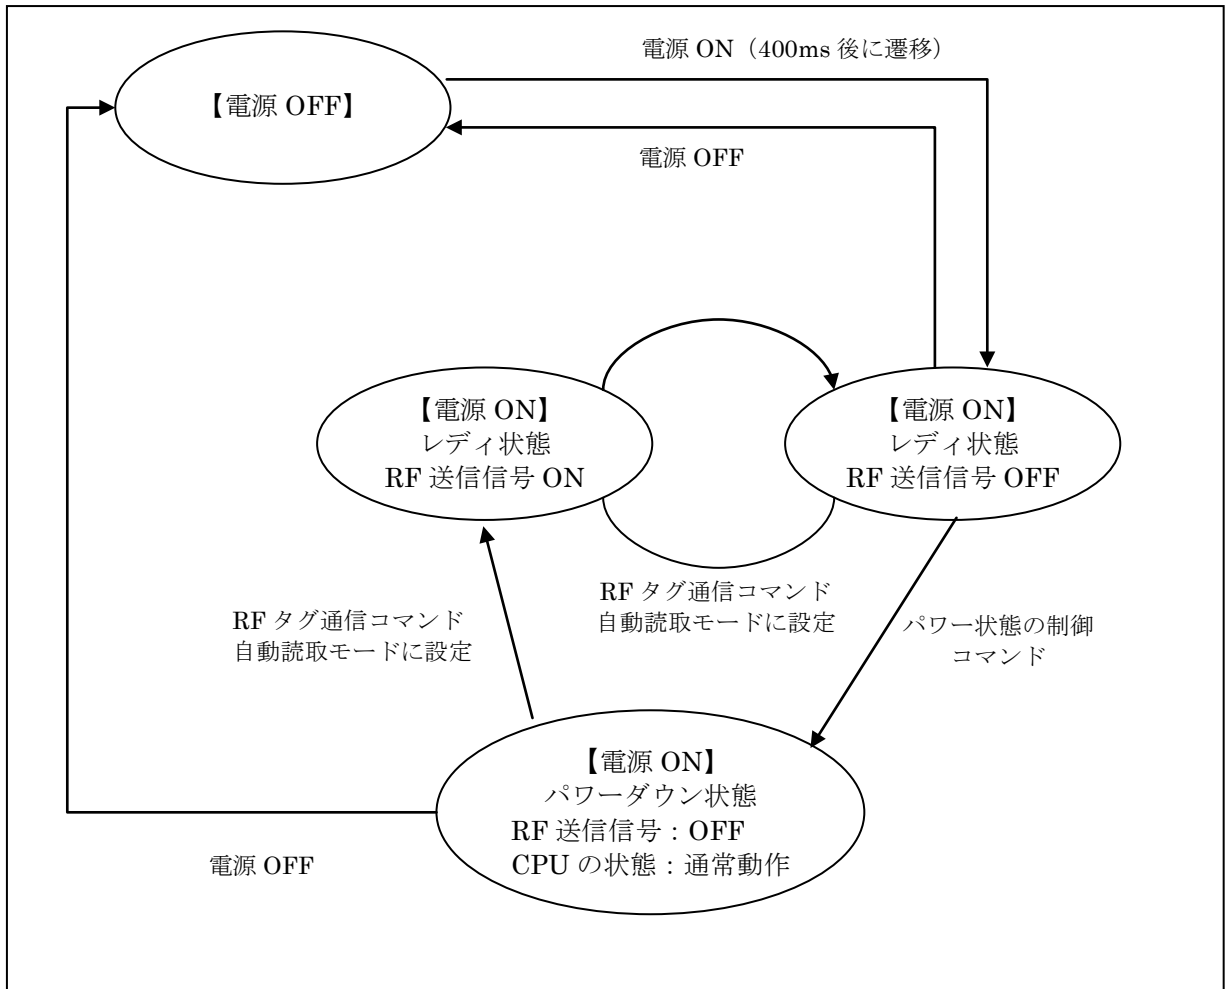 電源 ON（400ms 後に遷移）
【電源 OFF】
電源 OFF
【電源 ON】
レディ状態
RF 送信信号 ON
【電源 ON】
レディ状態
RF 送信信号 OFF
RF タグ通信コマンド
自動読取モードに設定
RF タグ通信コマンド
自動読取モードに設定
パワー状態の制御
コマンド
【電源 ON】
パワーダウン状態
RF 送信信号：OFF
CPU の状態：通常動作
電源 OFF